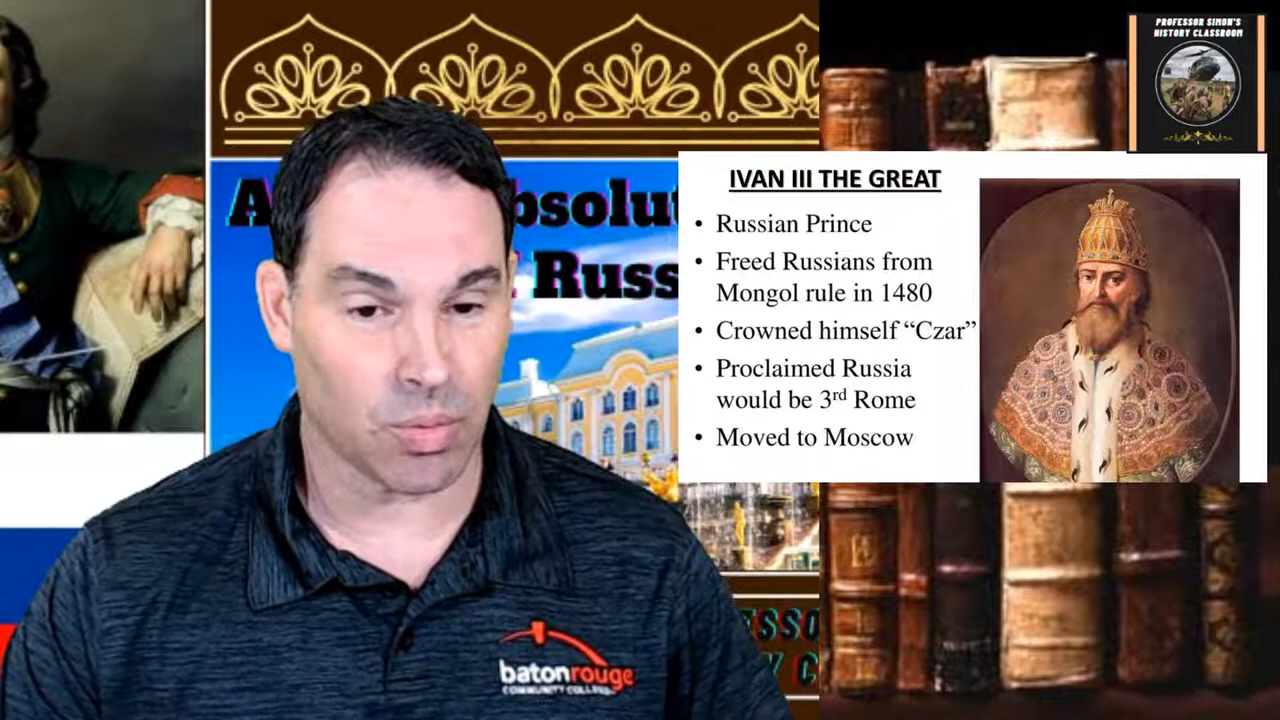 PROFESSOR SIMON'S
HISTORY CLASSROOM
IVAN III THE GREAT
• Russian Prince
• Freed Russians from
Mongol rule in 1480
• Crowned himself “Czar”
• Proclaimed Russia
would be 3rd Rome
• Moved to Moscow
batonrouge
COMMUNITY COLLEGE